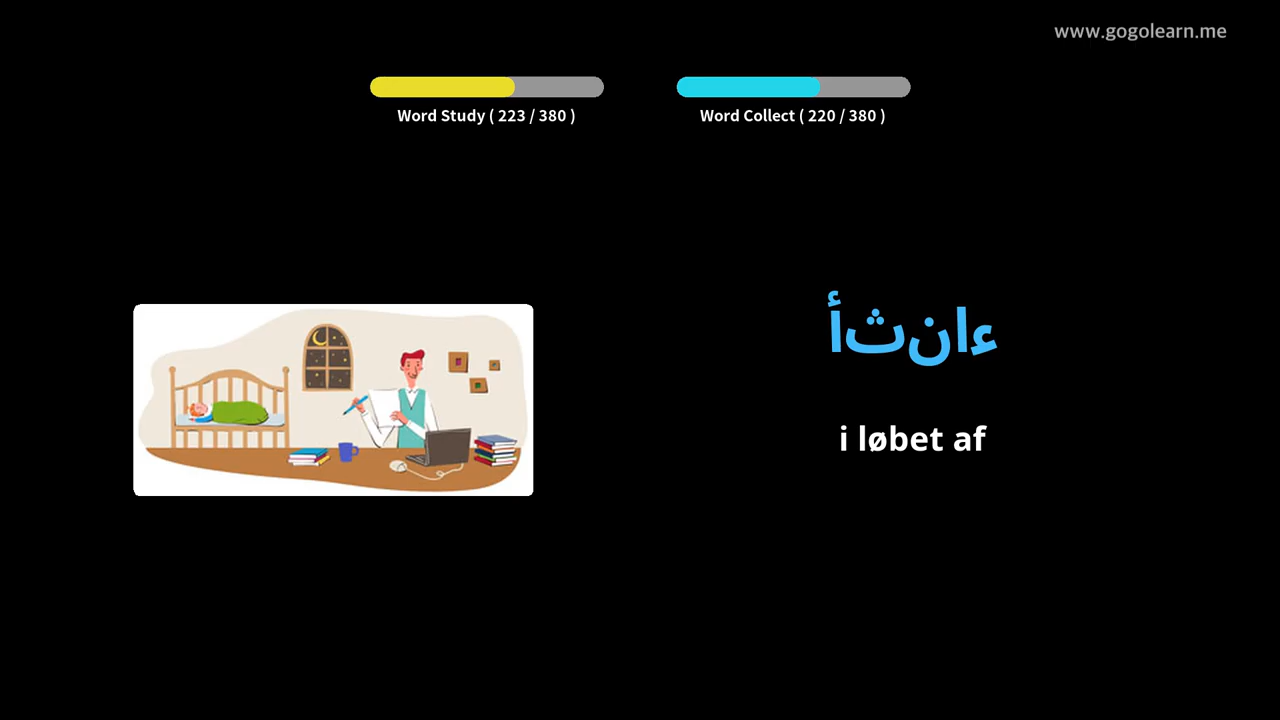 www.gogolearn.me
Word Study ( 223 / 380 )
Word Collect ( 220 / 380 )
أثناء
i løbet af